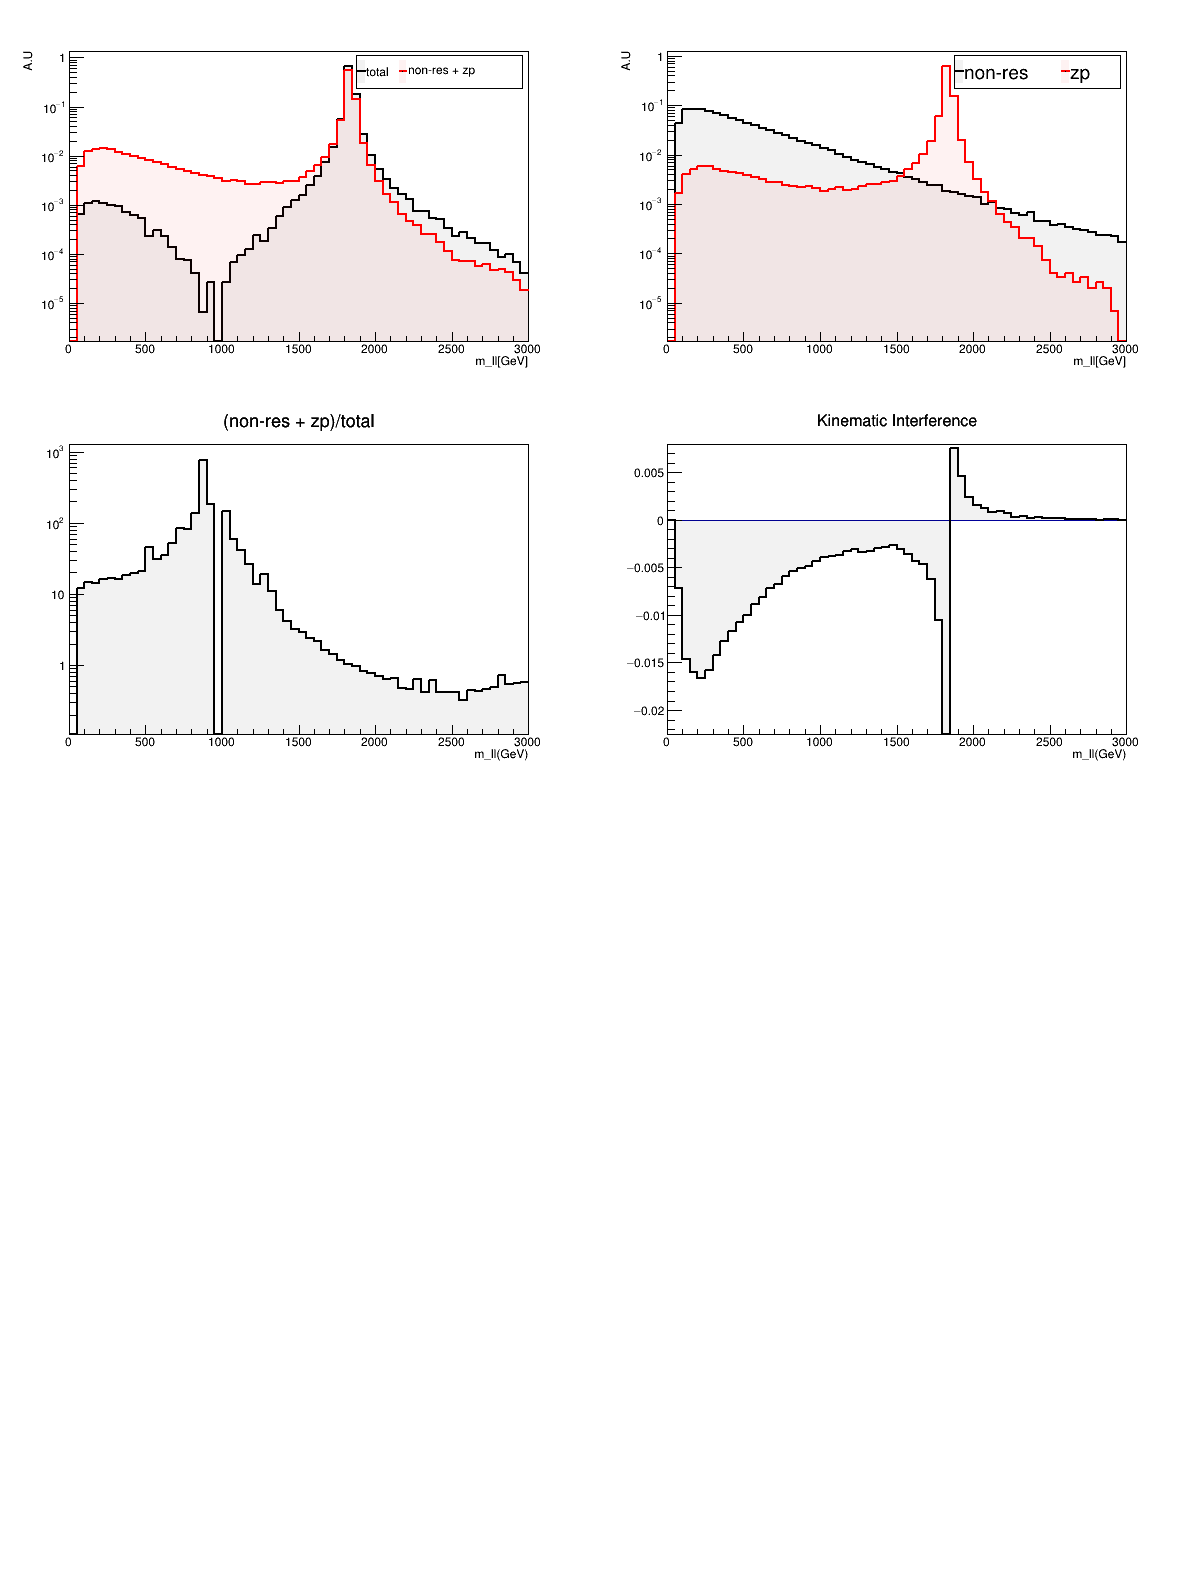 A.U
total non-res + zp
1
10⁻¹
10⁻²
10⁻³
10⁻⁴
10⁻⁵
0 500 1000 1500 2000 2500 3000
m_ll[GeV]
A.U
non-res zp
1
10⁻¹
10⁻²
10⁻³
10⁻⁴
10⁻⁵
0 500 1000 1500 2000 2500 3000
m_ll[GeV]
(non-res + zp)/total
10³
10²
10
1
0 500 1000 1500 2000 2500 3000
m_ll(GeV)
Kinematic Interference
0.005
0
−0.005
−0.01
−0.015
−0.02
0 500 1000 1500 2000 2500 3000
m_ll(GeV)